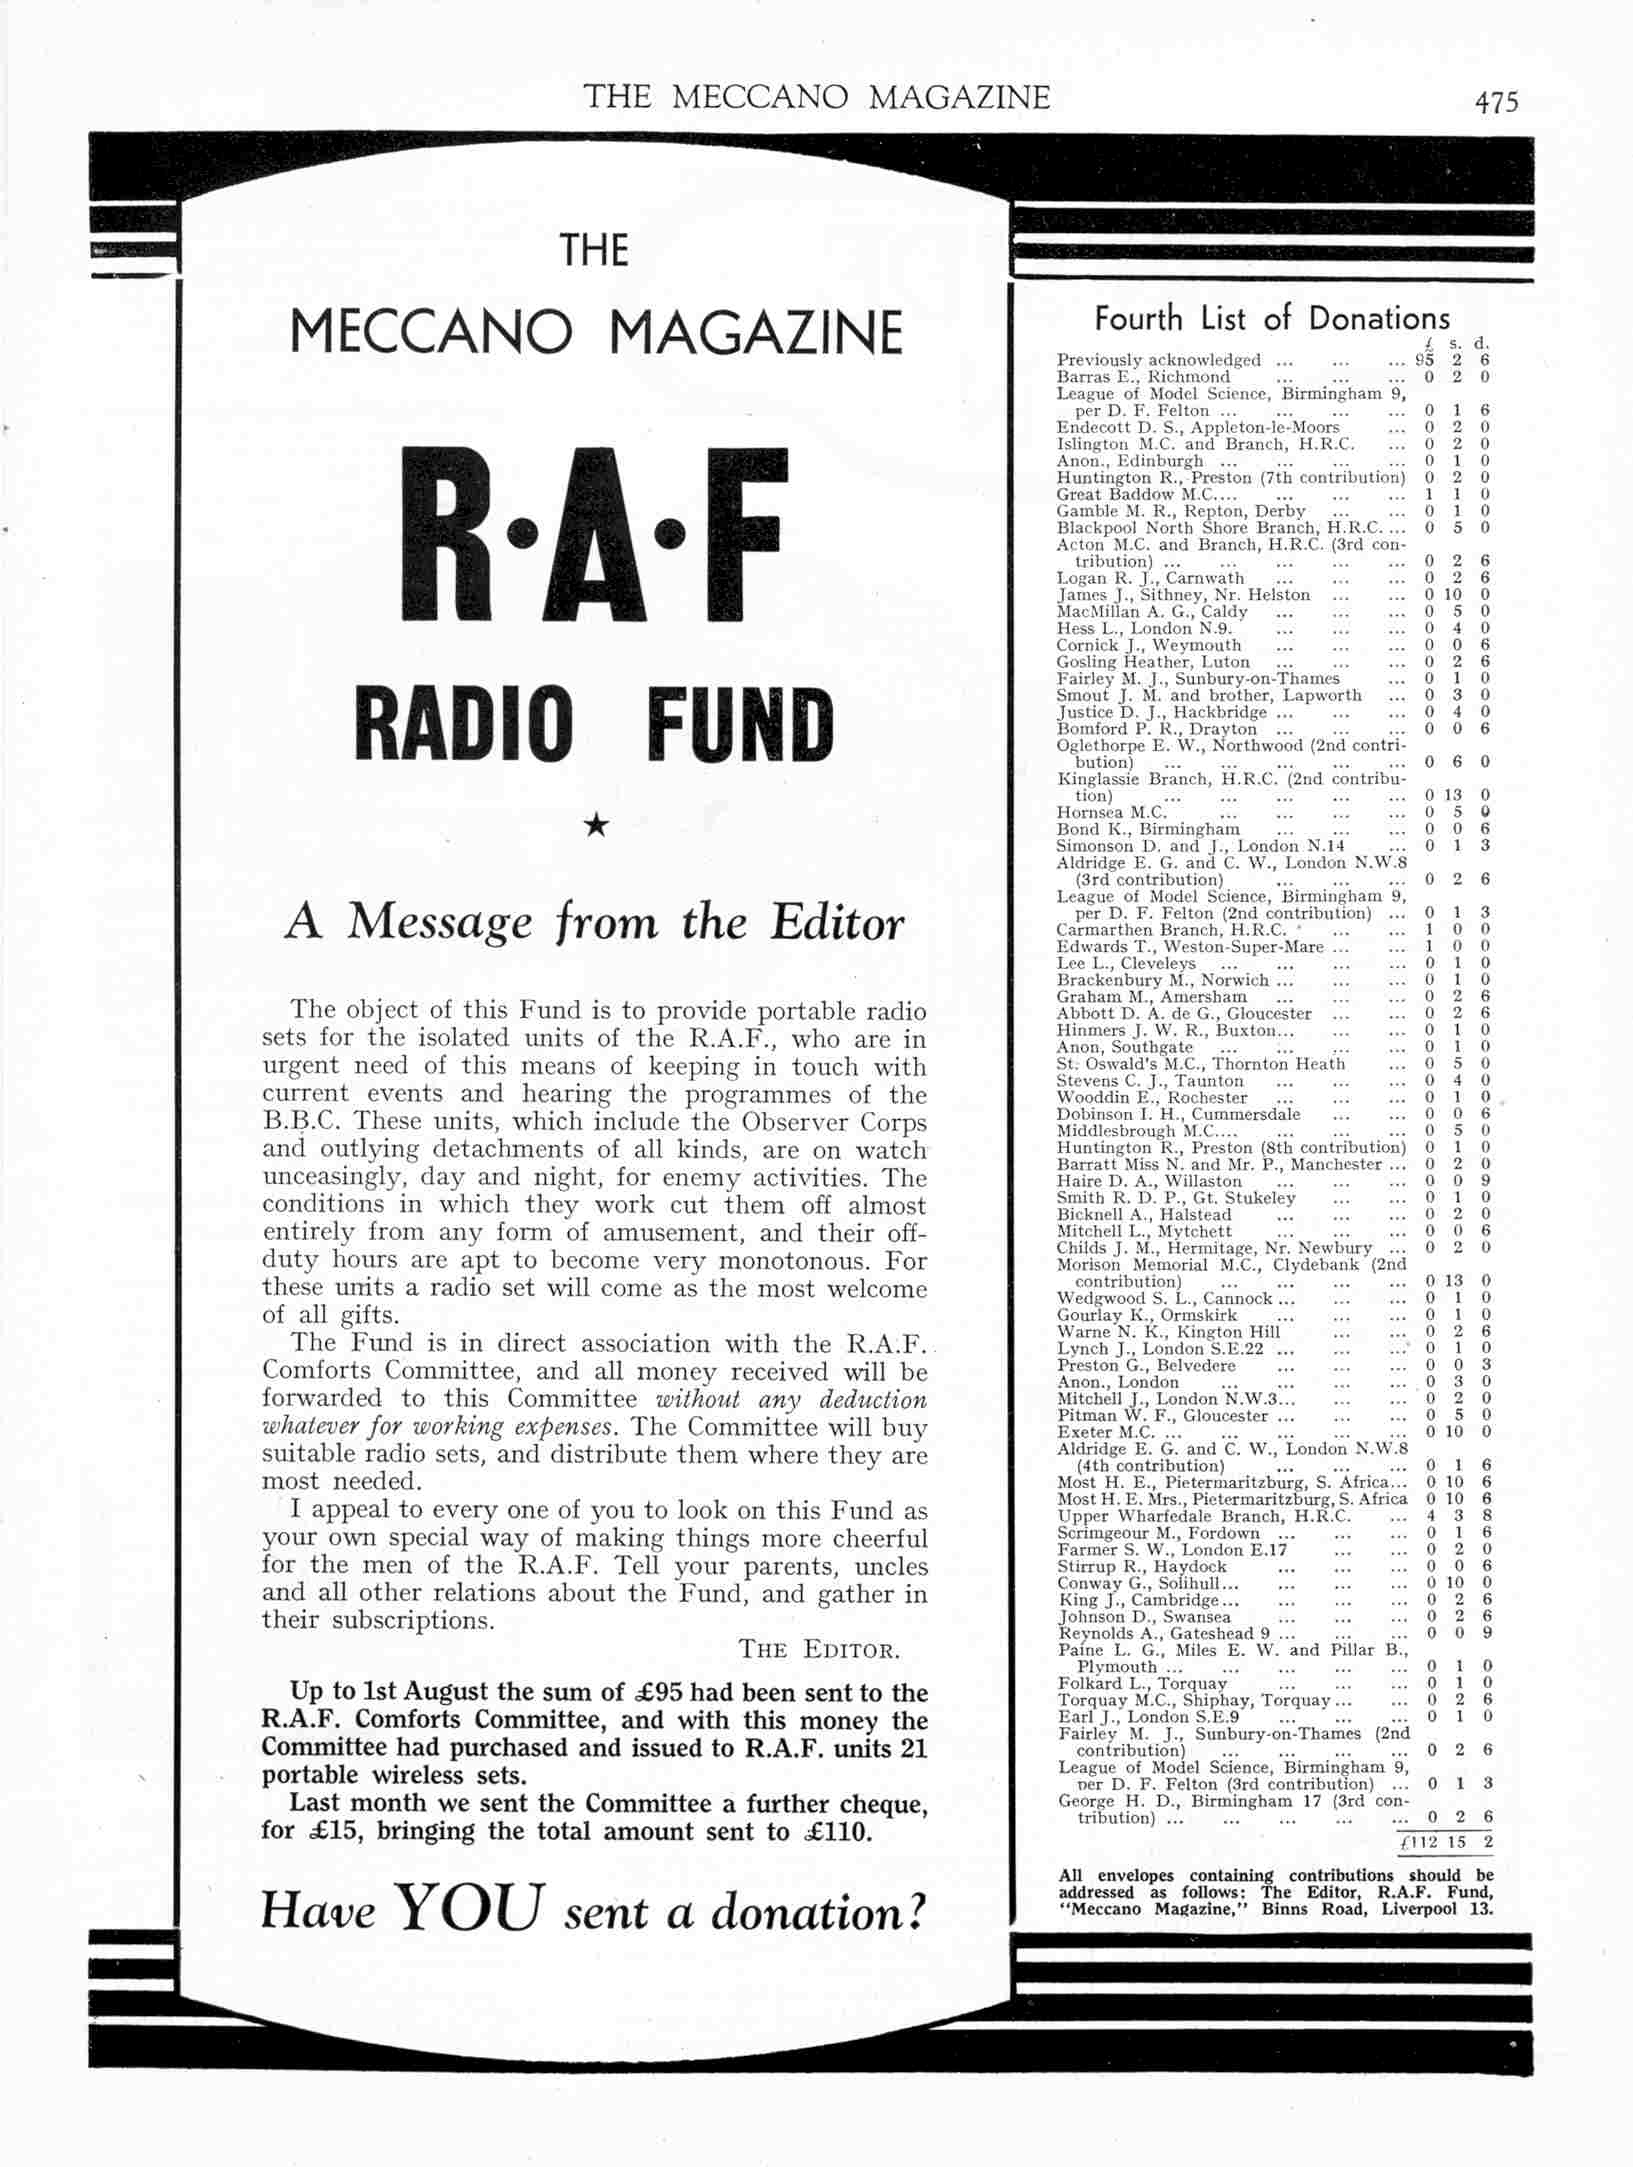 THE MECCANO MAGAZINE 475
THE
MECCANO MAGAZINE
R·A·F
RADIO FUND
★
A Message from the Editor
The object of this Fund is to provide portable radio
sets for the isolated units of the R.A.F., who are in
urgent need of this means of keeping in touch with
current events and hearing the programmes of the
B.B.C. These units, which include the Observer Corps
and outlying detachments of all kinds, are on watch
unceasingly, day and night, for enemy activities. The
conditions in which they work cut them off almost
entirely from any form of amusement, and their off-
duty hours are apt to become very monotonous. For
these units a radio set will come as the most welcome
of all gifts.
The Fund is in direct association with the R.A.F.
Comforts Committee, and all money received will be
forwarded to this Committee without any deduction
whatever for working expenses. The Committee will buy
suitable radio sets, and distribute them where they are
most needed.
I appeal to every one of you to look on this Fund as
your own special way of making things more cheerful
for the men of the R.A.F. Tell your parents, uncles
and all other relations about the Fund, and gather in
their subscriptions.
THE EDITOR.
Up to 1st August the sum of £95 had been sent to the
R.A.F. Comforts Committee, and with this money the
Committee had purchased and issued to R.A.F. units 21
portable wireless sets.
Last month we sent the Committee a further cheque,
for £15, bringing the total amount sent to £110.
Have YOU sent a donation?
Fourth List of Donations
£ s. d.
Previously acknowledged ... ... ... 95 2 6
Barras E., Richmond ... ... ... 0 2 0
League of Model Science, Birmingham 9,
per D. F. Felton ... ... ... ... 0 1 6
Endecott D. S., Appleton-le-Moors ... 0 2 0
Islington M.C. and Branch, H.R.C. ... 0 2 0
Anon., Edinburgh ... ... ... ... 0 1 0
Huntington R., Preston (7th contribution) 0 2 0
Great Baddow M.C.... ... ... ... 1 1 0
Gamble M. R., Repton, Derby ... ... 0 1 0
Blackpool North Shore Branch, H.R.C. ... 0 5 0
Acton M.C. and Branch, H.R.C. (3rd con-
tribution) ... ... ... ... ... 0 2 6
Logan R. J., Carnwath ... ... ... 0 2 6
James J., Sithney, Nr. Helston ... ... 0 10 0
MacMillan A. G., Caldy ... ... ... 0 5 0
Hess L., London N.9. ... ... ... 0 4 0
Cornick J., Weymouth ... ... ... 0 0 6
Gosling Heather, Luton ... ... ... 0 2 6
Fairley M. J., Sunbury-on-Thames ... 0 1 0
Smout J. M. and brother, Lapworth ... 0 3 0
Justice D. J., Hackbridge ... ... ... 0 4 0
Bomford P. R., Drayton ... ... ... 0 0 6
Oglethorpe E. W., Northwood (2nd contri-
bution) ... ... ... ... ... 0 6 0
Kinglassie Branch, H.R.C. (2nd contribu-
tion) ... ... ... ... ... 0 13 0
Hornsea M.C. ... ... ... ... 0 5 0
Bond K., Birmingham ... ... ... 0 0 6
Simonson D. and J., London N.14 ... 0 1 3
Aldridge E. G. and C. W., London N.W.8
(3rd contribution) ... ... ... 0 2 6
League of Model Science, Birmingham 9,
per D. F. Felton (2nd contribution) ... 0 1 3
Carmarthen Branch, H.R.C. ... ... 1 0 0
Edwards T., Weston-Super-Mare ... ... 1 0 0
Lee L., Cleveleys ... ... ... ... 0 1 0
Brackenbury M., Norwich ... ... ... 0 1 0
Graham M., Amersham ... ... ... 0 2 6
Abbott D. A. de G., Gloucester ... ... 0 2 6
Hinmers J. W. R., Buxton... ... ... 0 1 0
Anon, Southgate ... ... ... ... 0 1 0
St. Oswald's M.C., Thornton Heath ... 0 5 0
Stevens C. J., Taunton ... ... ... 0 4 0
Wooddin E., Rochester ... ... ... 0 1 0
Dobinson I. H., Cummersdale ... ... 0 0 6
Middlesbrough M.C.... ... ... ... 0 5 0
Huntington R., Preston (8th contribution) 0 1 0
Barratt Miss N. and Mr. P., Manchester ... 0 2 0
Haire D. A., Willaston ... ... ... 0 0 9
Smith R. D. P., Gt. Stukeley ... ... 0 1 0
Bicknell A., Halstead ... ... ... 0 2 0
Mitchell L., Mytchett ... ... ... 0 0 6
Childs J. M., Hermitage, Nr. Newbury ... 0 2 0
Morison Memorial M.C., Clydebank (2nd
contribution) ... ... ... ... 0 13 0
Wedgwood S. L., Cannock ... ... ... 0 1 0
Gourlay K., Ormskirk ... ... ... 0 1 0
Warne N. K., Kington Hill ... ... 0 2 6
Lynch J., London S.E.22 ... ... ... 0 1 0
Preston G., Belvedere ... ... ... 0 0 3
Anon., London ... ... ... ... 0 3 0
Mitchell J., London N.W.3... ... ... 0 2 0
Pitman W. F., Gloucester ... ... ... 0 5 0
Exeter M.C. ... ... ... ... ... 0 10 0
Aldridge E. G. and C. W., London N.W.8
(4th contribution) ... ... ... 0 1 6
Most H. E., Pietermaritzburg, S. Africa... 0 10 6
Most H. E. Mrs., Pietermaritzburg, S. Africa 0 10 6
Upper Wharfedale Branch, H.R.C. ... 4 3 8
Scrimgeour M., Fordown ... ... ... 0 1 6
Farmer S. W., London E.17 ... ... 0 2 0
Stirrup R., Haydock ... ... ... 0 0 6
Conway G., Solihull... ... ... ... 0 10 0
King J., Cambridge... ... ... ... 0 2 6
Johnson D., Swansea ... ... ... 0 2 6
Reynolds A., Gateshead 9 ... ... ... 0 0 9
Paine L. G., Miles E. W. and Pillar B.,
Plymouth ... ... ... ... ... 0 1 0
Folkard L., Torquay ... ... ... 0 1 0
Torquay M.C., Shiphay, Torquay ... ... 0 2 6
Earl J., London S.E.9 ... ... ... 0 1 0
Fairley M. J., Sunbury-on-Thames (2nd
contribution) ... ... ... ... 0 2 6
League of Model Science, Birmingham 9,
per D. F. Felton (3rd contribution) ... 0 1 3
George H. D., Birmingham 17 (3rd con-
tribution) ... ... ... ... ... 0 2 6
£112 15 2
All envelopes containing contributions should be
addressed as follows: The Editor, R.A.F. Fund,
"Meccano Magazine," Binns Road, Liverpool 13.